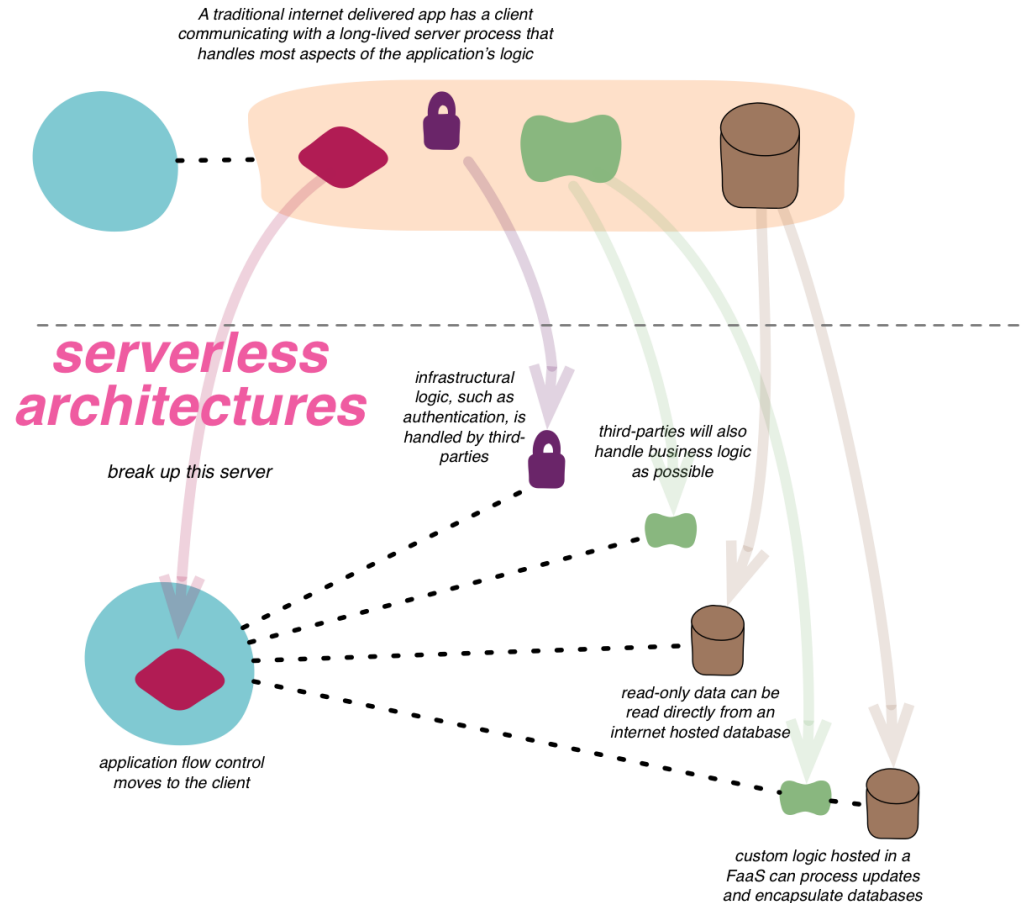 A traditional internet delivered app has a client
communicating with a long-lived server process that
handles most aspects of the application's logic
serverless
architectures
break up this server
infrastructural
logic, such as
authentication, is
handled by third-
parties
third-parties will also
handle business logic
as possible
read-only data can be
read directly from an
internet hosted database
application flow control
moves to the client
custom logic hosted in a
FaaS can process updates
and encapsulate databases